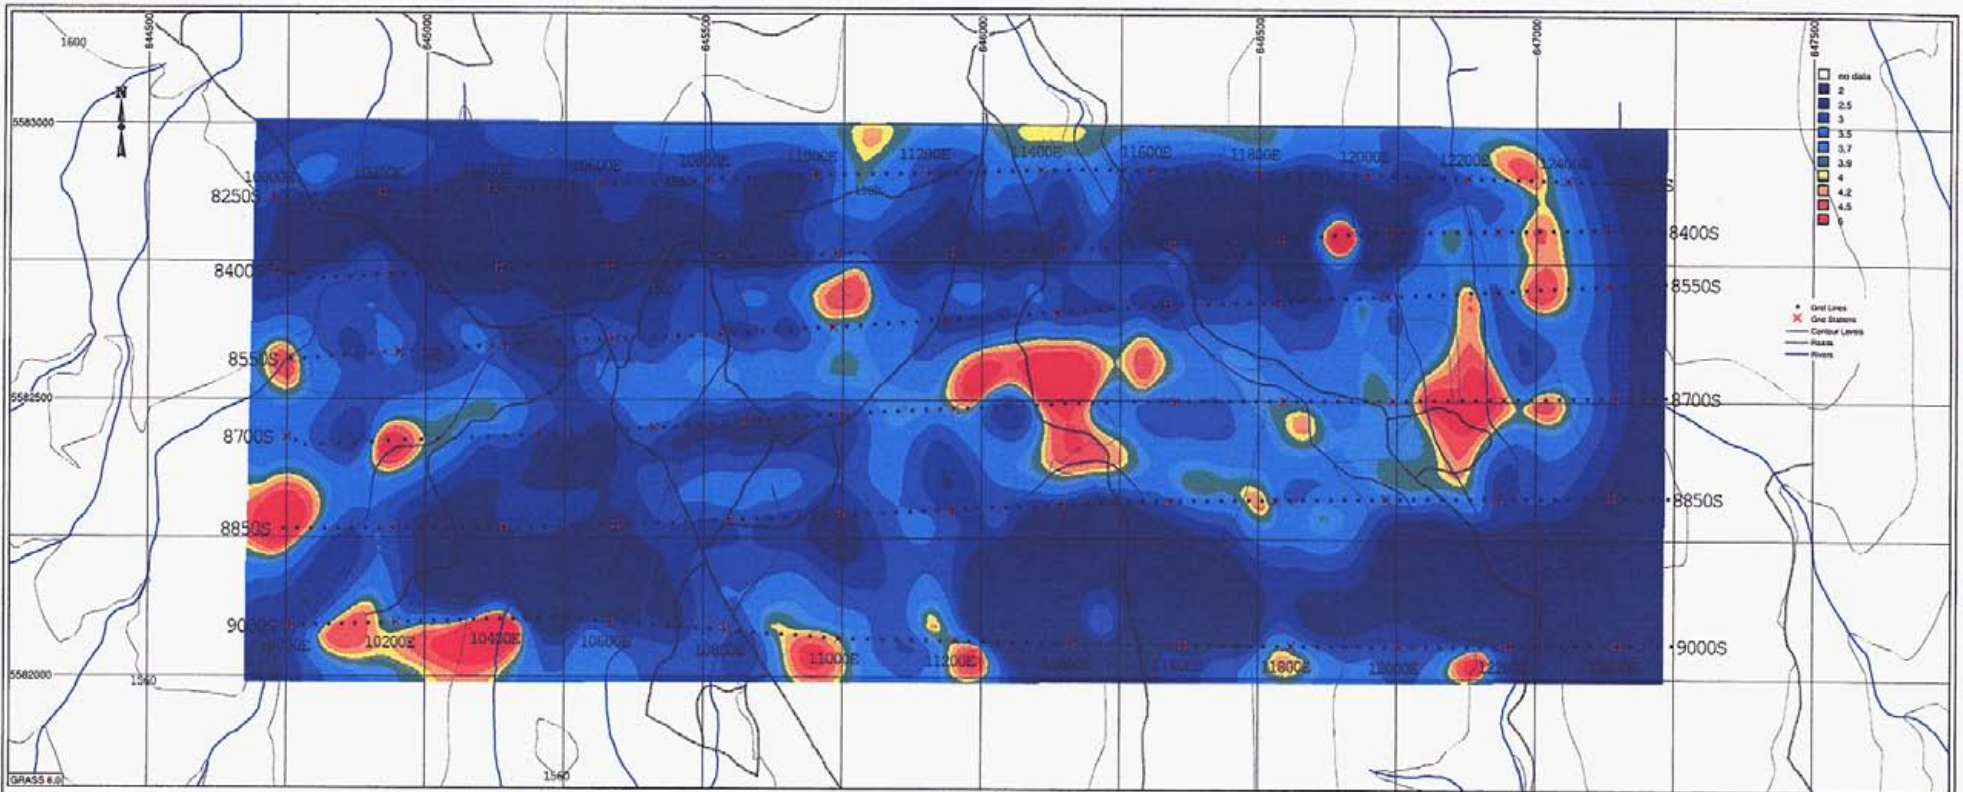 1600
644500
645000
645500
646000
646500
647000
647500
N
5583000
no data
2
2.5
3
3.5
3.7
3.9
4
4.2
4.5
5
10000E 10200E 10400E 10600E 10800E 11000E 11200E 11400E 11600E 11800E 12000E 12200E 12400E
8250S
8400S 8400S
8550S
Grid Lines
Grid Stations
Contour Levels
Roads
Rivers
8550S
5582500
8700S
8700S
8850S
8850S
9000S 9000S
10000E 10200E 10400E 10600E 10800E 11000E 11200E 11800E 12000E 12200E
5582000
1560
1560
GRASS 6.0